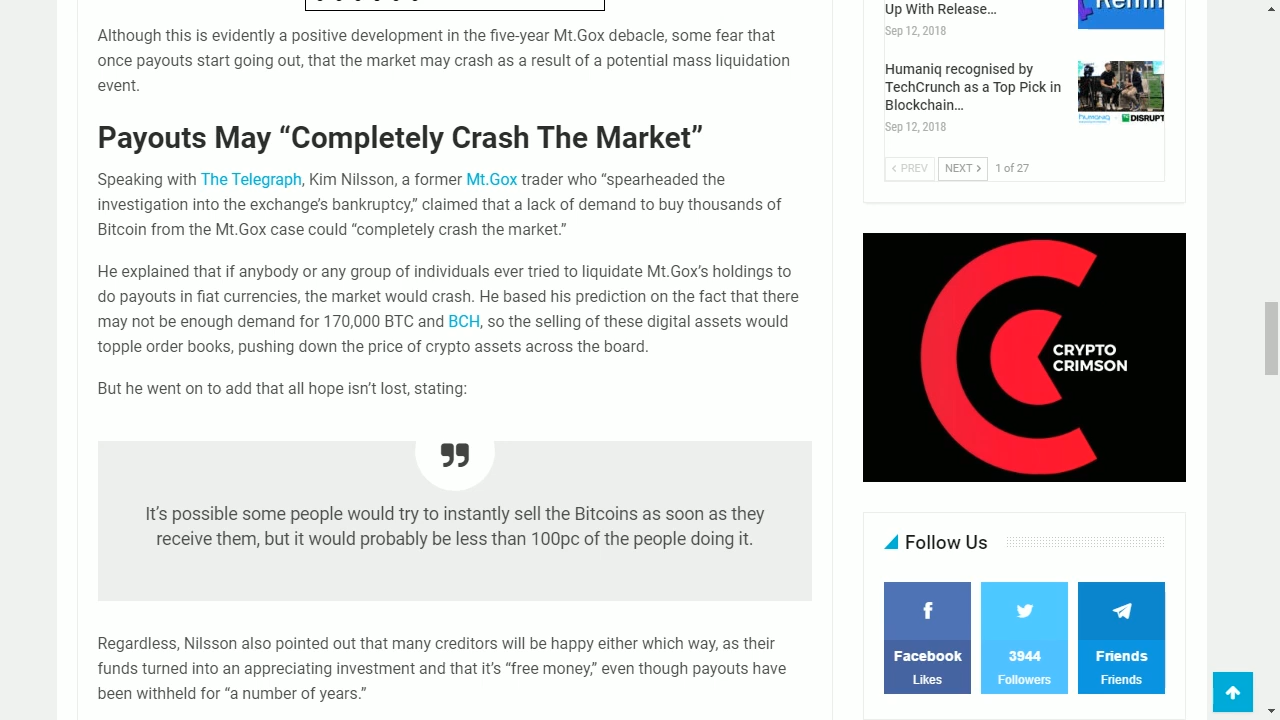 Although this is evidently a positive development in the five-year Mt.Gox debacle, some fear that
once payouts start going out, that the market may crash as a result of a potential mass liquidation
event.
Payouts May “Completely Crash The Market”
Speaking with The Telegraph, Kim Nilsson, a former Mt.Gox trader who “spearheaded the
investigation into the exchange’s bankruptcy,” claimed that a lack of demand to buy thousands of
Bitcoin from the Mt.Gox case could “completely crash the market.”
He explained that if anybody or any group of individuals ever tried to liquidate Mt.Gox’s holdings to
do payouts in fiat currencies, the market would crash. He based his prediction on the fact that there
may not be enough demand for 170,000 BTC and BCH, so the selling of these digital assets would
topple order books, pushing down the price of crypto assets across the board.
But he went on to add that all hope isn’t lost, stating:
It’s possible some people would try to instantly sell the Bitcoins as soon as they
receive them, but it would probably be less than 100pc of the people doing it.
Regardless, Nilsson also pointed out that many creditors will be happy either which way, as their
funds turned into an appreciating investment and that it’s “free money,” even though payouts have
been withheld for “a number of years.”
Up With Release…
Sep 12, 2018
Humaniq recognised by
TechCrunch as a Top Pick in
Blockchain…
Sep 12, 2018
humaniq
DISRUPT
PREV
NEXT
1 of 27
CRYPTO
CRIMSON
Follow Us
Facebook
Likes
3944
Followers
Friends
Friends